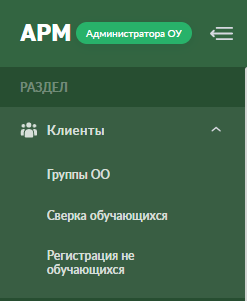 АРМ Администратора ОУ
РАЗДЕЛ
Клиенты
Группы ОО
Сверка обучающихся
Регистрация не
обучающихся